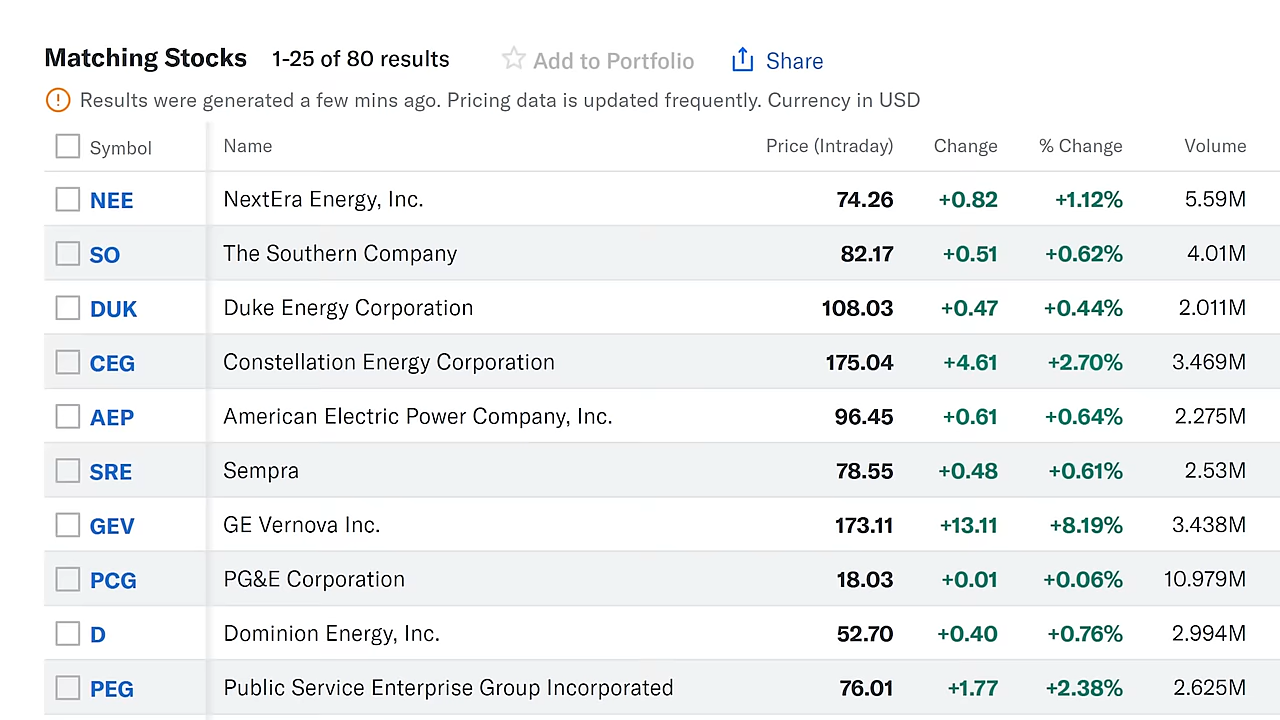 Matching Stocks 1-25 of 80 results Add to Portfolio Share
Results were generated a few mins ago. Pricing data is updated frequently. Currency in USD
Symbol Name Price (Intraday) Change % Change Volume
NEE NextEra Energy, Inc. 74.26 +0.82 +1.12% 5.59M
SO The Southern Company 82.17 +0.51 +0.62% 4.01M
DUK Duke Energy Corporation 108.03 +0.47 +0.44% 2.011M
CEG Constellation Energy Corporation 175.04 +4.61 +2.70% 3.469M
AEP American Electric Power Company, Inc. 96.45 +0.61 +0.64% 2.275M
SRE Sempra 78.55 +0.48 +0.61% 2.53M
GEV GE Vernova Inc. 173.11 +13.11 +8.19% 3.438M
PCG PG&E Corporation 18.03 +0.01 +0.06% 10.979M
D Dominion Energy, Inc. 52.70 +0.40 +0.76% 2.994M
PEG Public Service Enterprise Group Incorporated 76.01 +1.77 +2.38% 2.625M